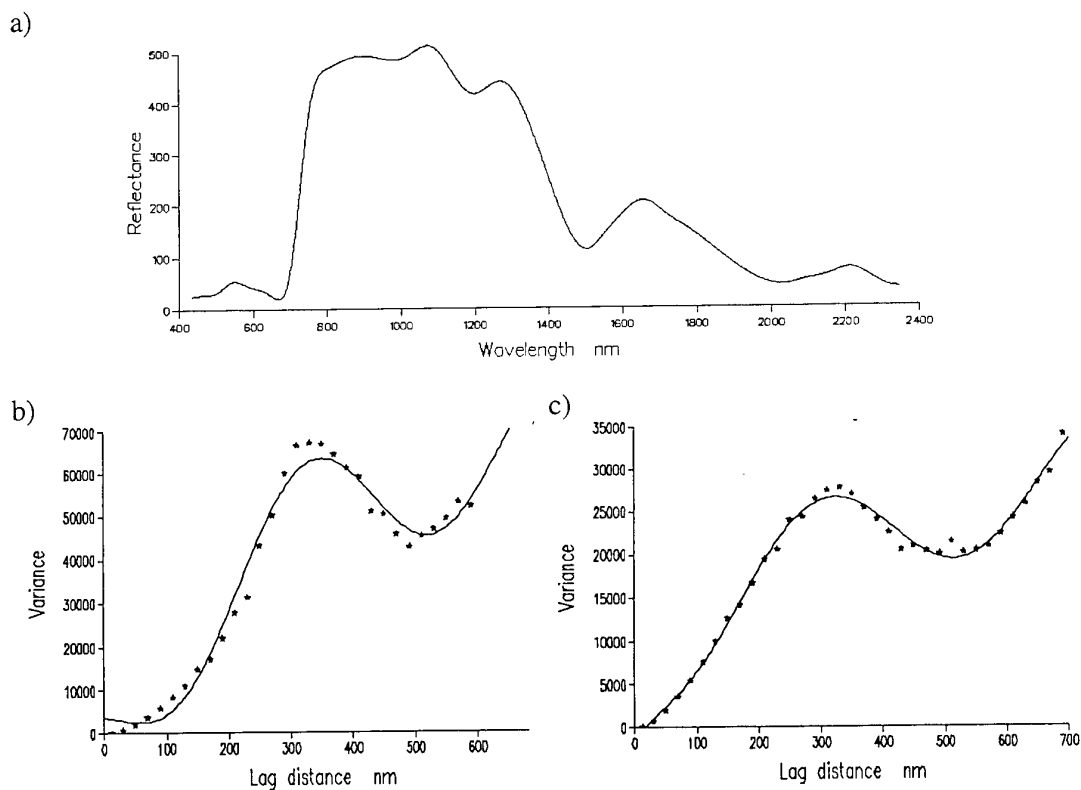 a)
500
400
300
200
100
0
Reflectance
400 600 800 1000 1200 1400 1600 1800 2000 2200 2400
Wavelength nm
b)
70000
60000
50000
40000
30000
20000
10000
0
Variance
0 100 200 300 400 500 600
Lag distance nm
c)
35000
30000
25000
20000
15000
10000
5000
0
Variance
0 100 200 300 400 500 600 700
Lag distance nm